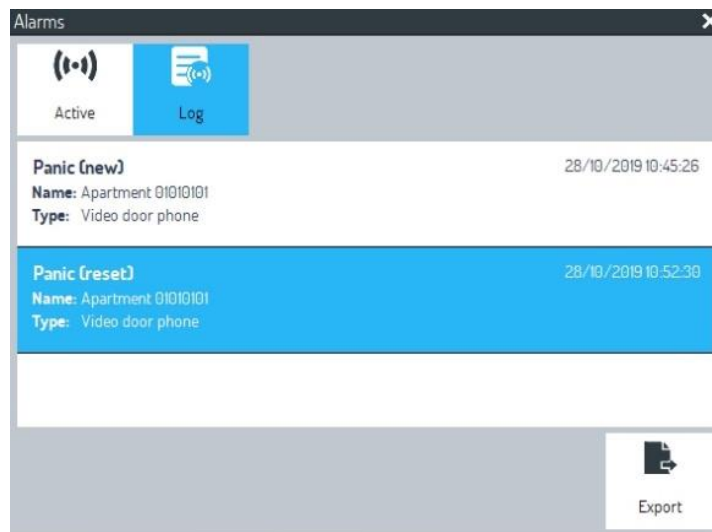 Alarms
Active
Log
Panic (new)
28/10/2019 10:45:26
Name: Apartment 01010101
Type: Video door phone
Panic (reset)
28/10/2019 10:52:30
Name: Apartment 01010101
Type: Video door phone
Export